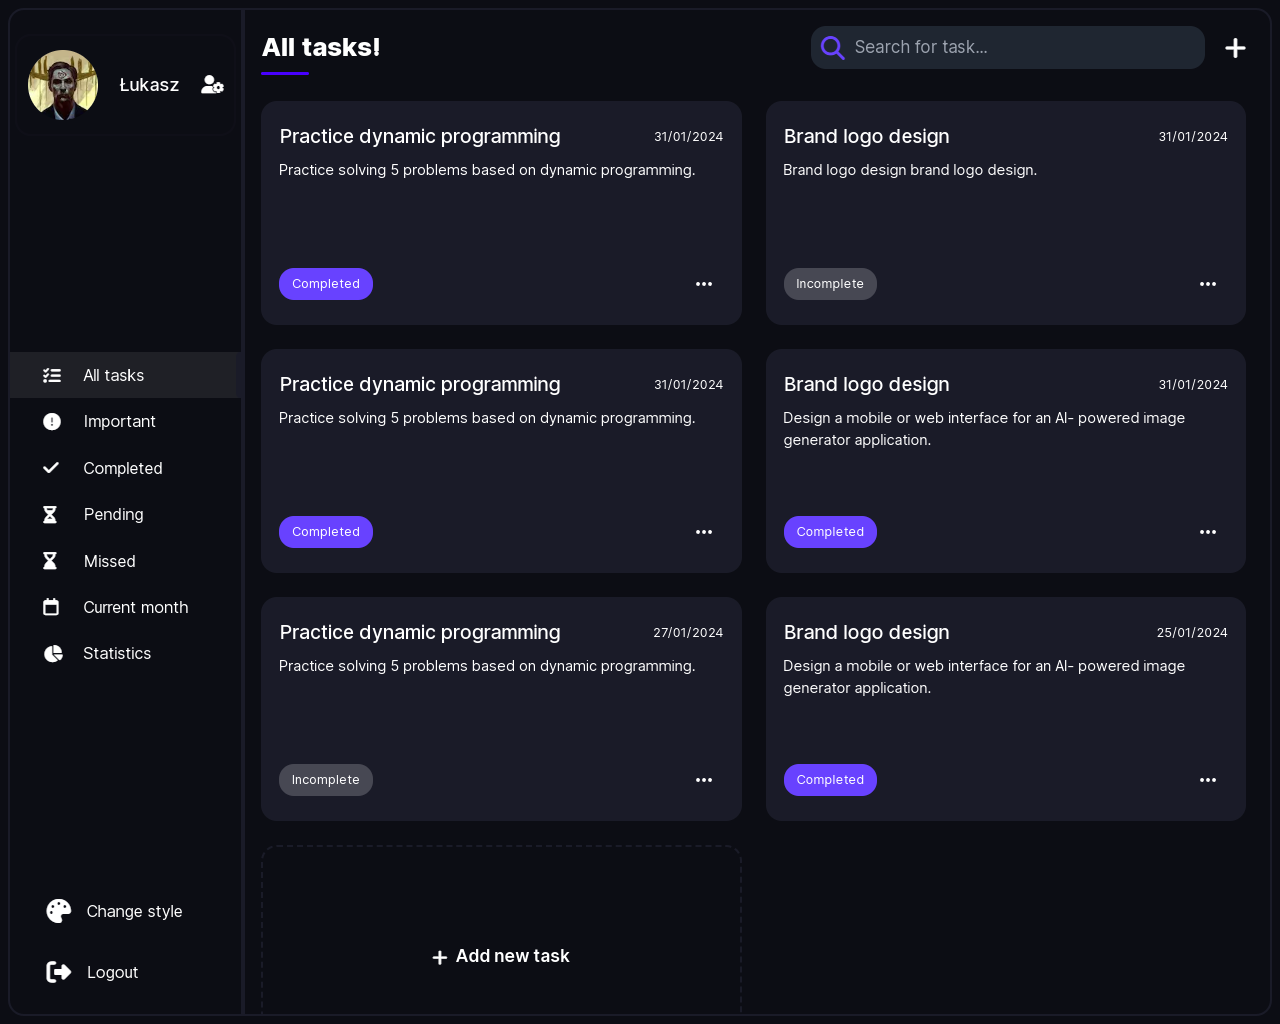 Łukasz
All tasks
Important
Completed
Pending
Missed
Current month
Statistics
Change style
Logout
All tasks!
Search for task...
Practice dynamic programming
31/01/2024
Practice solving 5 problems based on dynamic programming.
Completed
Brand logo design
31/01/2024
Brand logo design brand logo design.
Incomplete
Practice dynamic programming
31/01/2024
Practice solving 5 problems based on dynamic programming.
Completed
Brand logo design
31/01/2024
Design a mobile or web interface for an AI- powered image
generator application.
Completed
Practice dynamic programming
27/01/2024
Practice solving 5 problems based on dynamic programming.
Incomplete
Brand logo design
25/01/2024
Design a mobile or web interface for an AI- powered image
generator application.
Completed
Add new task